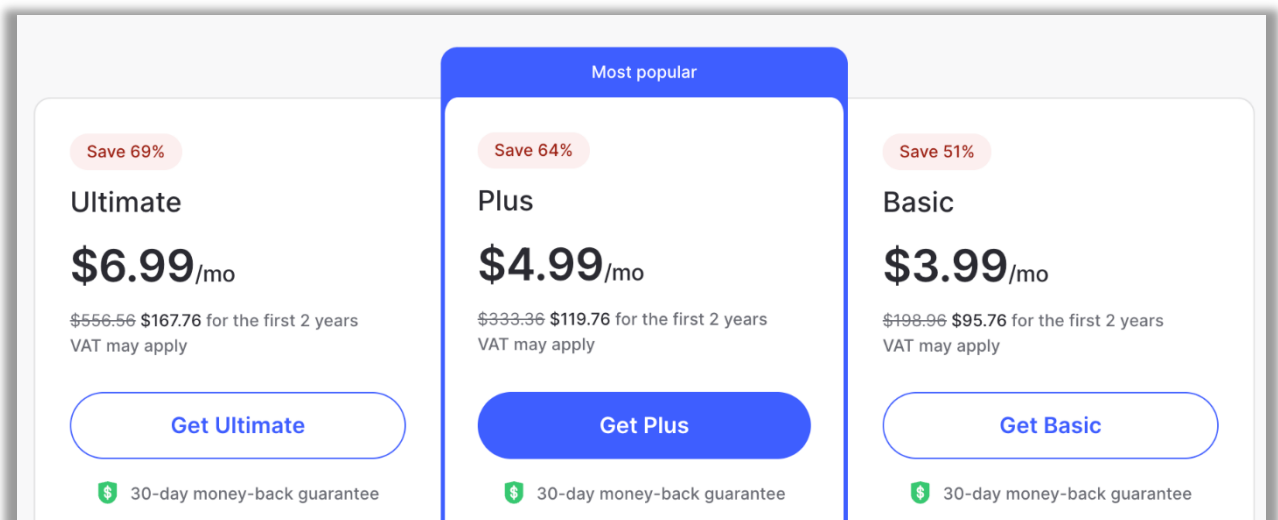 Most popular
Save 69%
Ultimate
$6.99/mo
$556.56 $167.76 for the first 2 years
VAT may apply
Get Ultimate
30-day money-back guarantee
Save 64%
Plus
$4.99/mo
$333.36 $119.76 for the first 2 years
VAT may apply
Get Plus
30-day money-back guarantee
Save 51%
Basic
$3.99/mo
$198.96 $95.76 for the first 2 years
VAT may apply
Get Basic
30-day money-back guarantee